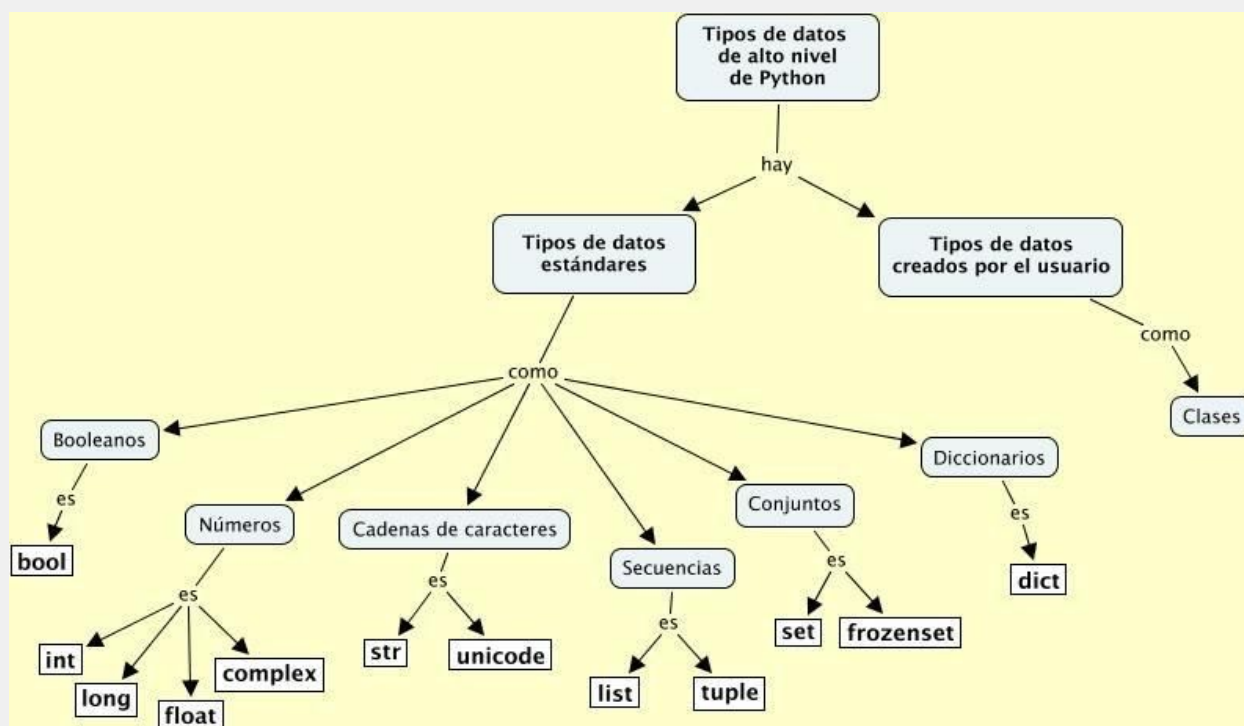 Tipos de datos
de alto nivel
de Python
hay
Tipos de datos
estándares
Tipos de datos
creados por el usuario
como
como
Clases
Booleanos
Diccionarios
es
Números
Cadenas de caracteres
Conjuntos
es
bool
Secuencias
es
dict
es
es
es
set
frozenset
int
long
float
complex
str
unicode
es
list
tuple